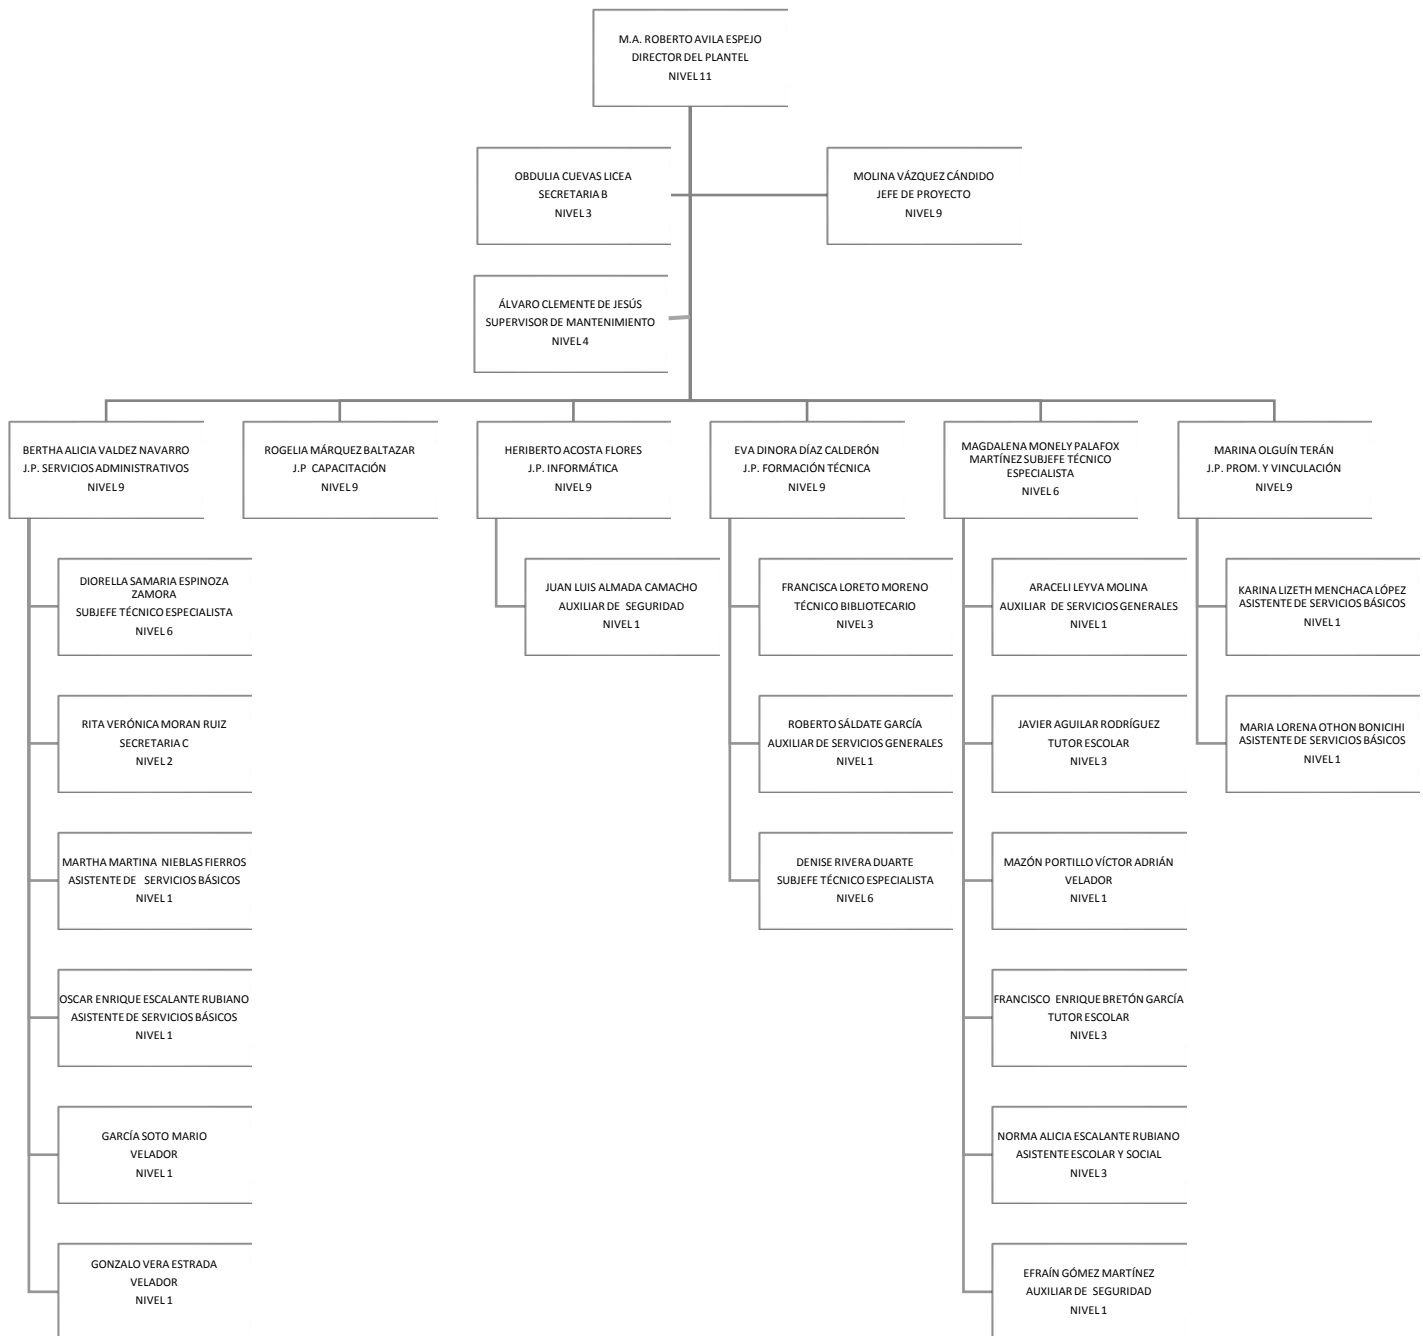 M.A. ROBERTO AVILA ESPEJO
DIRECTOR DEL PLANTEL
NIVEL 11
OBDULIA CUEVAS LICEA
SECRETARIA B
NIVEL 3
MOLINA VÁZQUEZ CÁNDIDO
JEFE DE PROYECTO
NIVEL 9
ÁLVARO CLEMENTE DE JESÚS
SUPERVISOR DE MANTENIMIENTO
NIVEL 4
BERTHA ALICIA VALDEZ NAVARRO
J.P. SERVICIOS ADMINISTRATIVOS
NIVEL 9
ROGELIA MÁRQUEZ BALTAZAR
J.P CAPACITACIÓN
NIVEL 9
HERIBERTO ACOSTA FLORES
J.P. INFORMÁTICA
NIVEL 9
EVA DINORA DÍAZ CALDERÓN
J.P. FORMACIÓN TÉCNICA
NIVEL 9
MAGDALENA MONELY PALAFOX
MARTÍNEZ SUBJEFE TÉCNICO
ESPECIALISTA
NIVEL 6
MARINA OLGUÍN TERÁN
J.P. PROM. Y VINCULACIÓN
NIVEL 9
DIORELLA SAMARIA ESPINOZA
ZAMORA
SUBJEFE TÉCNICO ESPECIALISTA
NIVEL 6
JUAN LUIS ALMADA CAMACHO
AUXILIAR DE SEGURIDAD
NIVEL 1
FRANCISCA LORETO MORENO
TÉCNICO BIBLIOTECARIO
NIVEL 3
ARACELI LEYVA MOLINA
AUXILIAR DE SERVICIOS GENERALES
NIVEL 1
KARINA LIZETH MENCHACA LÓPEZ
ASISTENTE DE SERVICIOS BÁSICOS
NIVEL 1
RITA VERÓNICA MORAN RUIZ
SECRETARIA C
NIVEL 2
ROBERTO SÁLDATE GARCÍA
AUXILIAR DE SERVICIOS GENERALES
NIVEL 1
JAVIER AGUILAR RODRÍGUEZ
TUTOR ESCOLAR
NIVEL 3
MARIA LORENA OTHON BONICIHI
ASISTENTE DE SERVICIOS BÁSICOS
NIVEL 1
MARTHA MARTINA NIEBLAS FIERROS
ASISTENTE DE SERVICIOS BÁSICOS
NIVEL 1
DENISE RIVERA DUARTE
SUBJEFE TÉCNICO ESPECIALISTA
NIVEL 6
MAZÓN PORTILLO VÍCTOR ADRIÁN
VELADOR
NIVEL 1
OSCAR ENRIQUE ESCALANTE RUBIANO
ASISTENTE DE SERVICIOS BÁSICOS
NIVEL 1
FRANCISCO ENRIQUE BRETÓN GARCÍA
TUTOR ESCOLAR
NIVEL 3
GARCÍA SOTO MARIO
VELADOR
NIVEL 1
NORMA ALICIA ESCALANTE RUBIANO
ASISTENTE ESCOLAR Y SOCIAL
NIVEL 3
GONZALO VERA ESTRADA
VELADOR
NIVEL 1
EFRAÍN GÓMEZ MARTÍNEZ
AUXILIAR DE SEGURIDAD
NIVEL 1